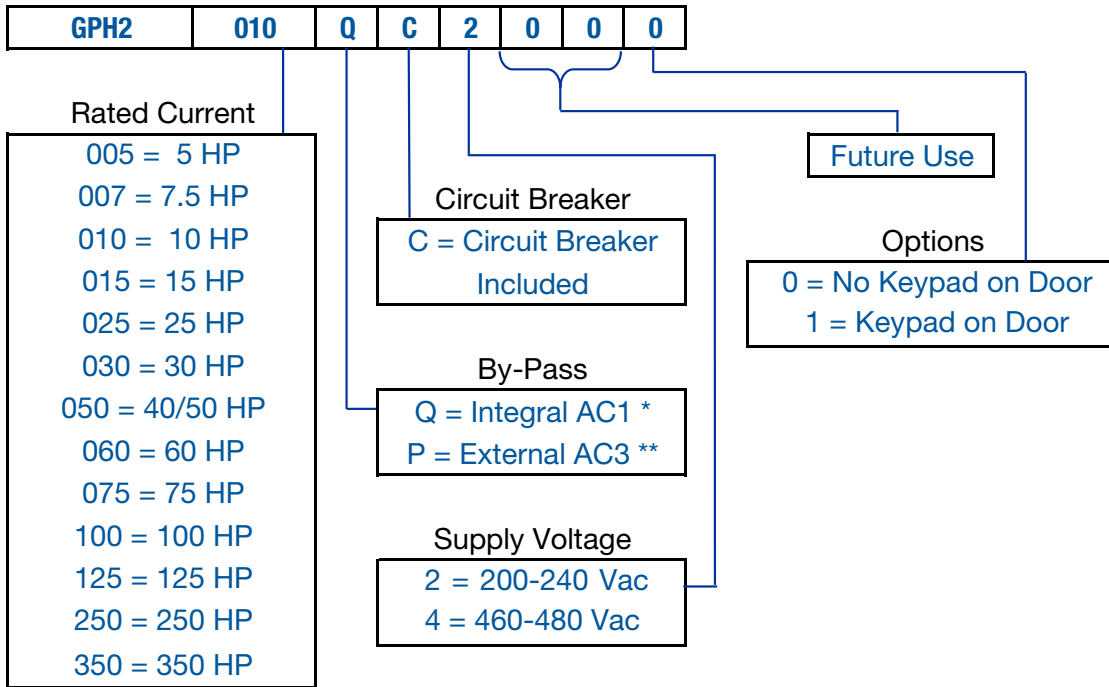 GPH2 010 Q C 2 0 0 0
Rated Current
005 = 5 HP
007 = 7.5 HP
010 = 10 HP
015 = 15 HP
025 = 25 HP
030 = 30 HP
050 = 40/50 HP
060 = 60 HP
075 = 75 HP
100 = 100 HP
125 = 125 HP
250 = 250 HP
350 = 350 HP
Circuit Breaker
C = Circuit Breaker
Included
By-Pass
Q = Integral AC1 *
P = External AC3 **
Supply Voltage
2 = 200-240 Vac
4 = 460-480 Vac
Future Use
Options
0 = No Keypad on Door
1 = Keypad on Door